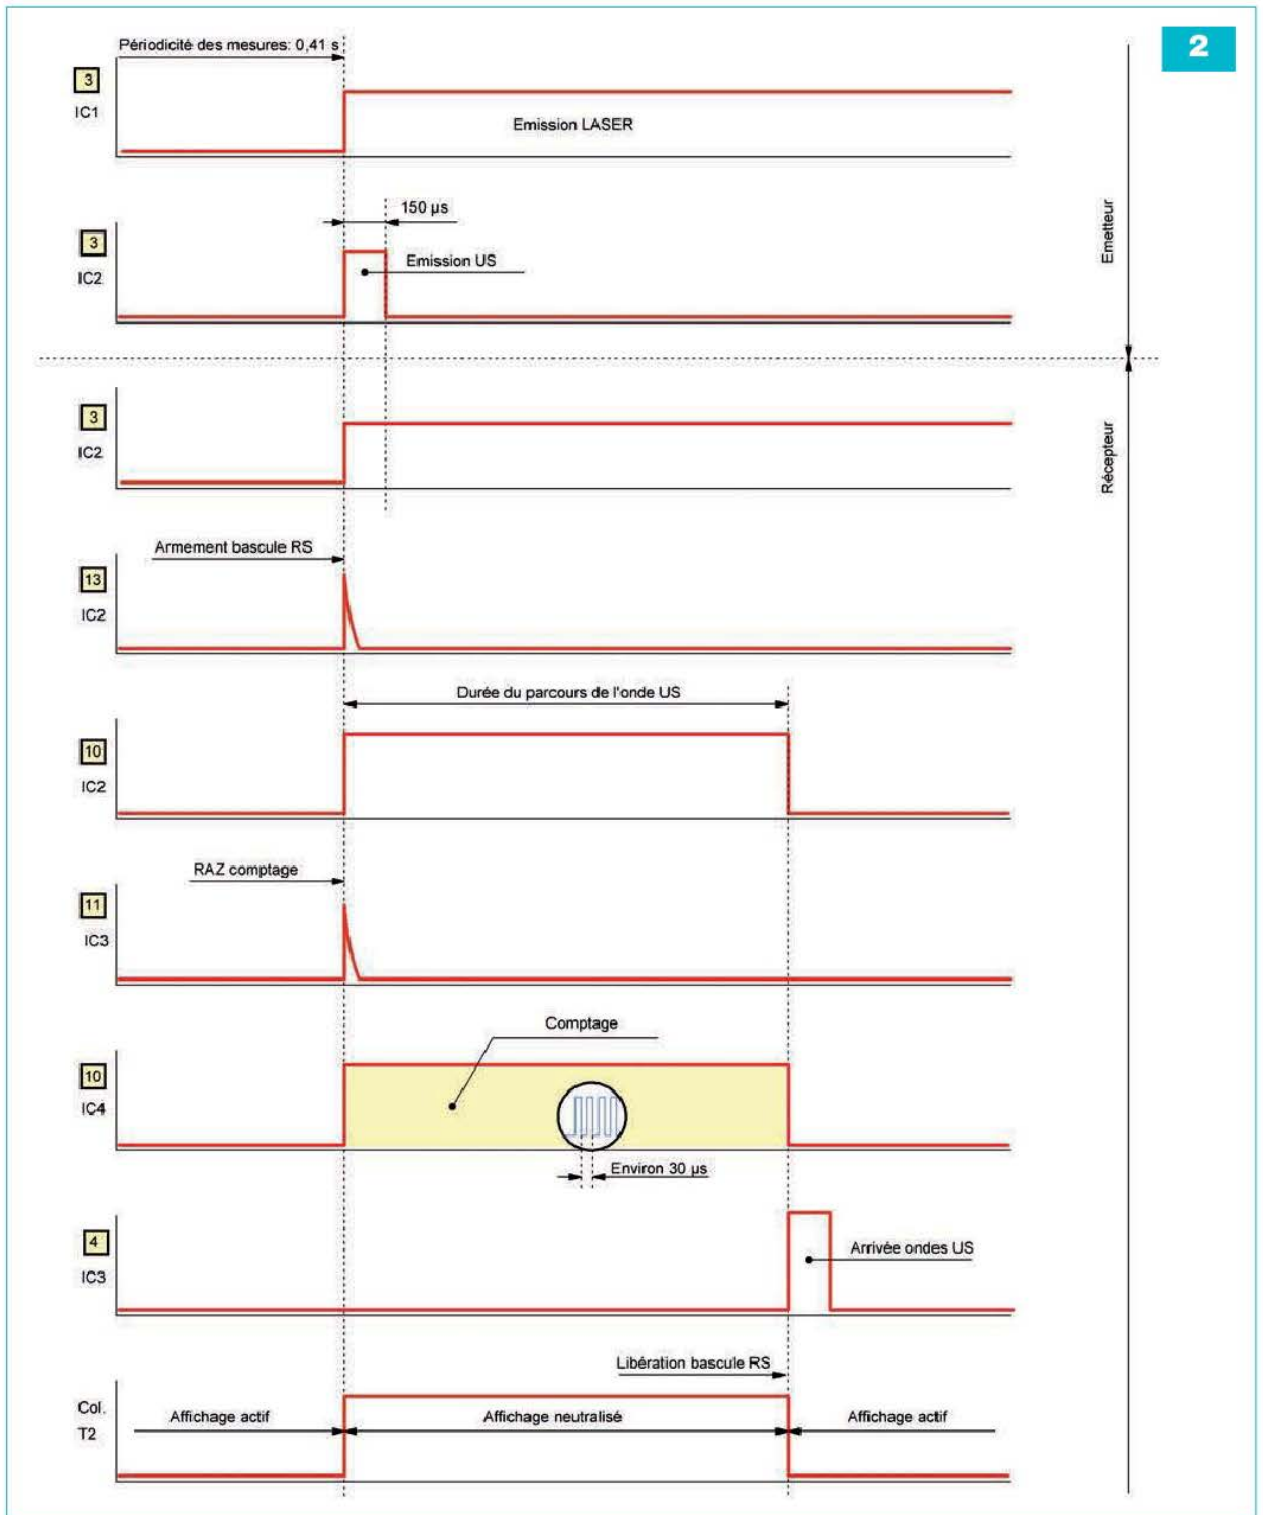 2
Périodicité des mesures: 0,41 s
3
IC1
Emission LASER
150 µs
3
IC2
Emission US
Emetteur
3
IC2
Récepteur
Armement bascule RS
13
IC2
Durée du parcours de l'onde US
10
IC2
RAZ comptage
11
IC3
Comptage
10
IC4
Environ 30 µs
4
IC3
Arrivée ondes US
Libération bascule RS
Col.
T2
Affichage actif
Affichage neutralisé
Affichage actif